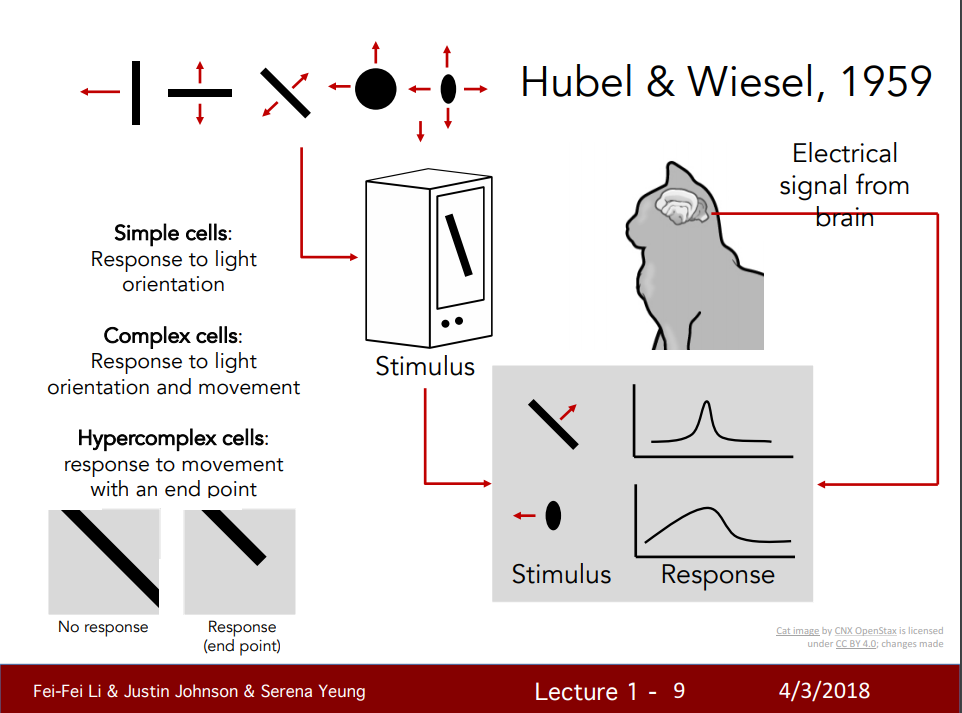 Hubel & Wiesel, 1959
Electrical
signal from
brain
Simple cells:
Response to light
orientation
Complex cells:
Response to light
orientation and movement
Hypercomplex cells:
response to movement
with an end point
No response
Response
(end point)
Stimulus
Stimulus
Response
Cat image by CNX OpenStax is licensed
under CC BY 4.0; changes made
Fei-Fei Li & Justin Johnson & Serena Yeung
Lecture 1 - 9
4/3/2018